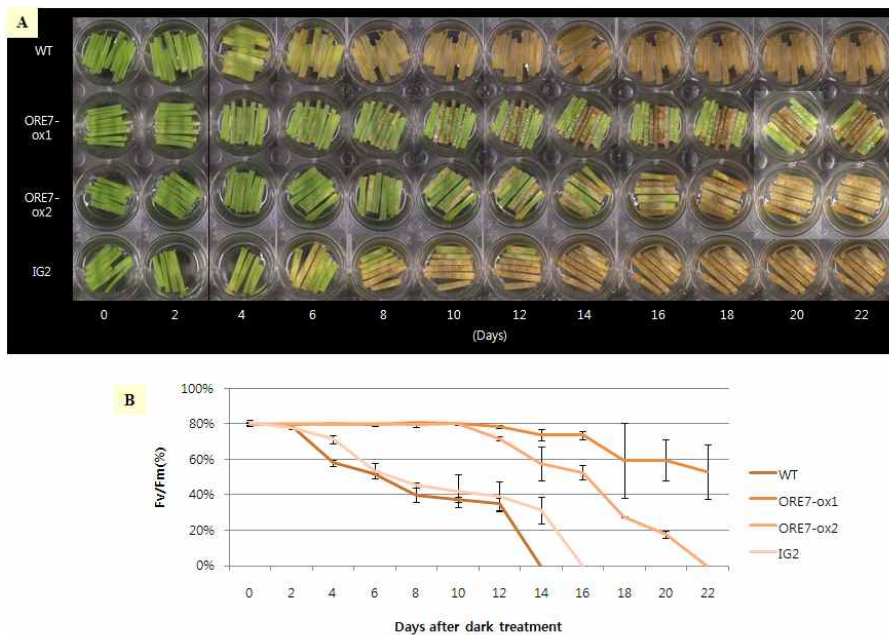 A
WT
ORE7-
ox1
ORE7-
ox2
IG2
0 2 4 6 8 10 12 14 16 18 20 22
(Days)
B
100%
80%
60%
40%
20%
0%
Fv/Fm(%)
0 2 4 6 8 10 12 14 16 18 20 22
Days after dark treatment
WT
ORE7-ox1
ORE7-ox2
IG2